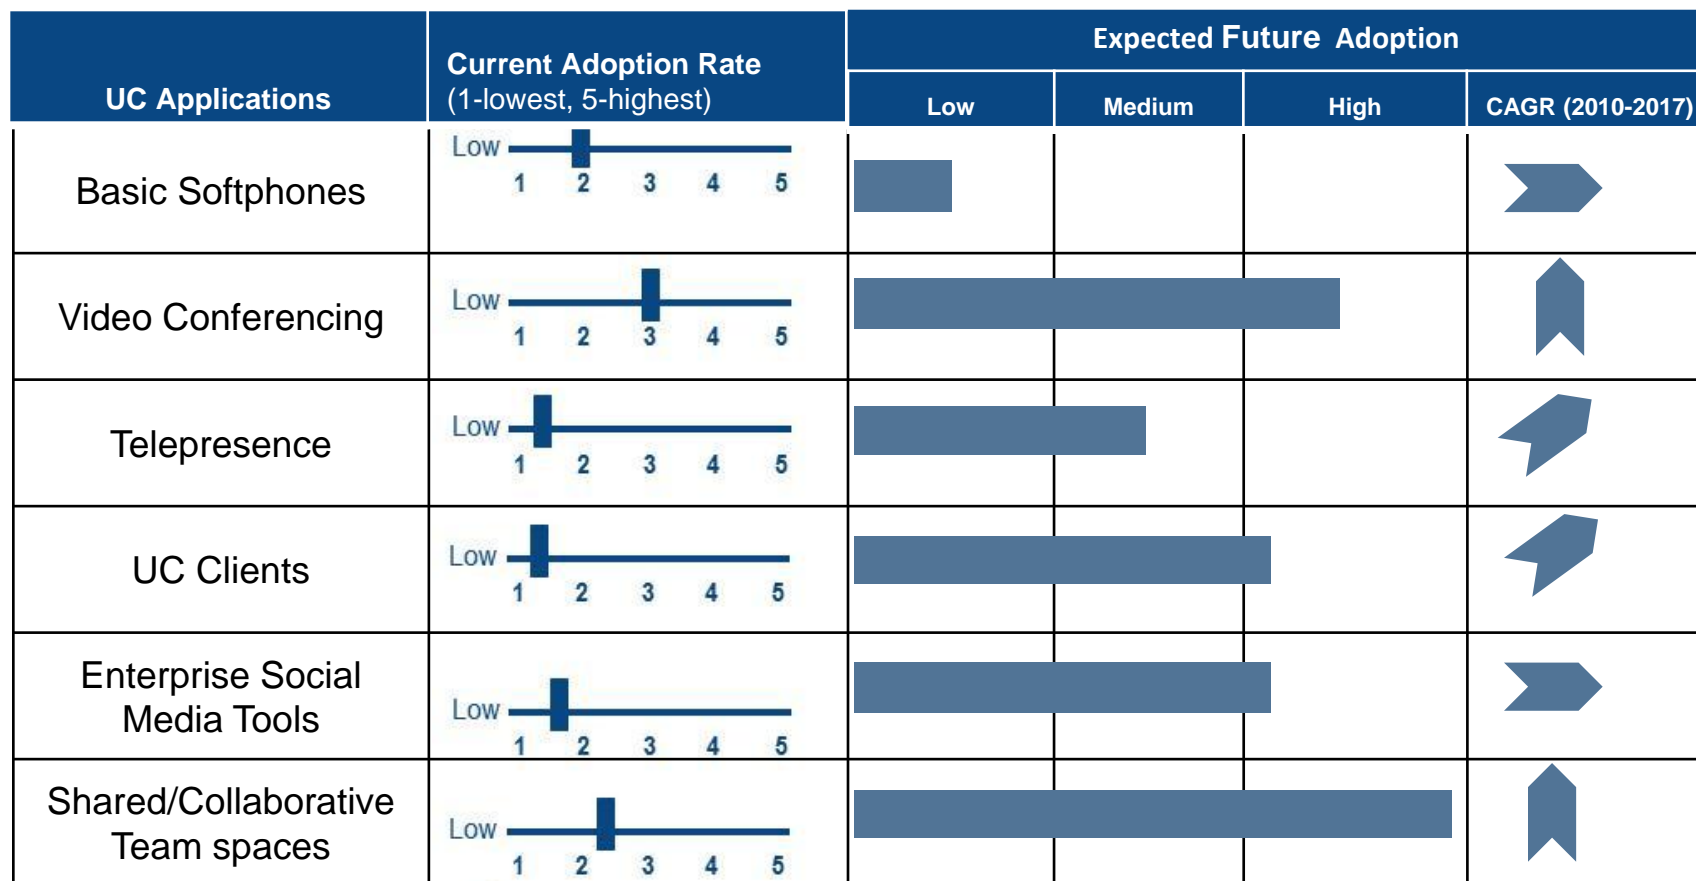 UC Applications
Current Adoption Rate
(1-lowest, 5-highest)
Expected Future Adoption
Low
Medium
High
CAGR (2010-2017)
Basic Softphones
Low
1 2 3 4 5
Video Conferencing
Low
1 2 3 4 5
Telepresence
Low
1 2 3 4 5
UC Clients
Low
1 2 3 4 5
Enterprise Social
Media Tools
Low
1 2 3 4 5
Shared/Collaborative
Team spaces
Low
1 2 3 4 5